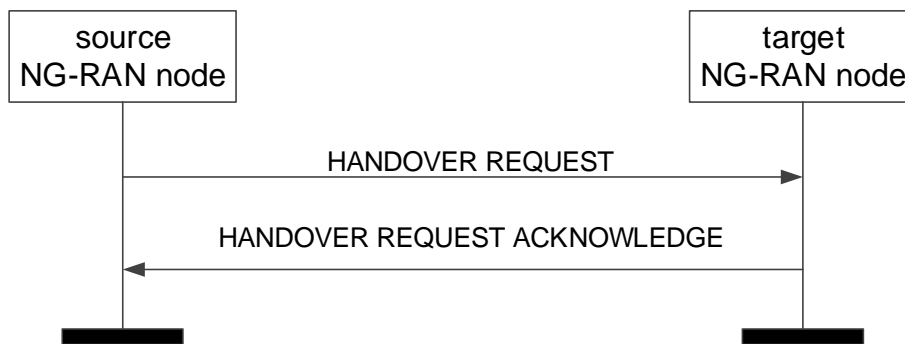 source
NG-RAN node
target
NG-RAN node
HANDOVER REQUEST
HANDOVER REQUEST ACKNOWLEDGE